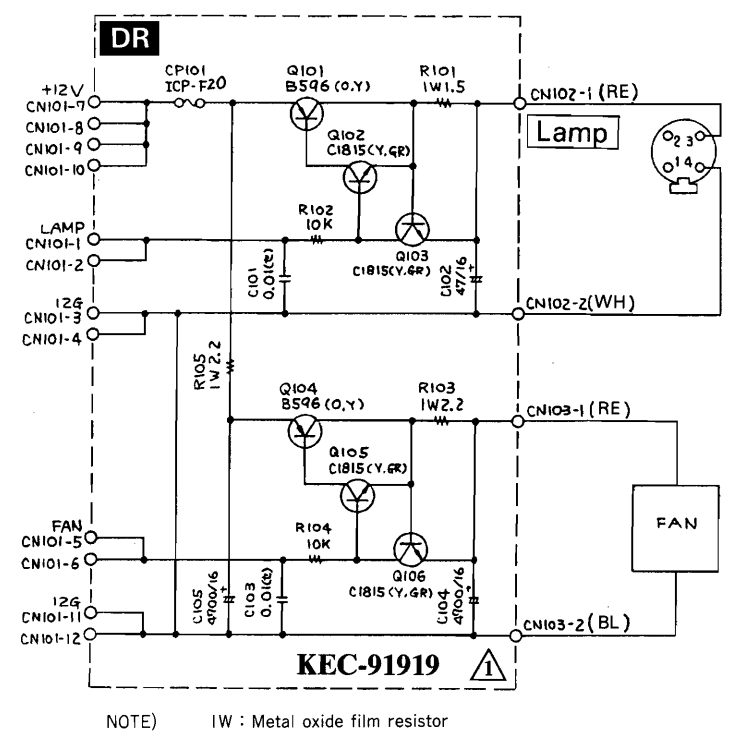 DR
CP101
ICP-F20
Q101
B596(O,Y)
R101
1W1.5
+12V
CN101-7
CN101-8
CN101-9
CN101-10
CN102-1(RE)
Lamp
2 3
1 4
Q102
C1815(Y,GR)
LAMP
CN101-1
CN101-2
R102
10K
Q103
C1815(Y,GR)
C101
0.01(Z)
C102
47/16
+
12G
CN101-3
CN101-4
CN102-2(WH)
R105
1W2.2
Q104
B596(O,Y)
R103
1W2.2
CN103-1(RE)
Q105
C1815(Y,GR)
FAN
FAN
CN101-5
CN101-6
R104
10K
Q106
C1815(Y,GR)
C105
4700/16
+
C103
0.01(Z)
C104
4700/16
+
12G
CN101-11
CN101-12
CN103-2(BL)
KEC-91919
1
NOTE) 1W : Metal oxide film resistor